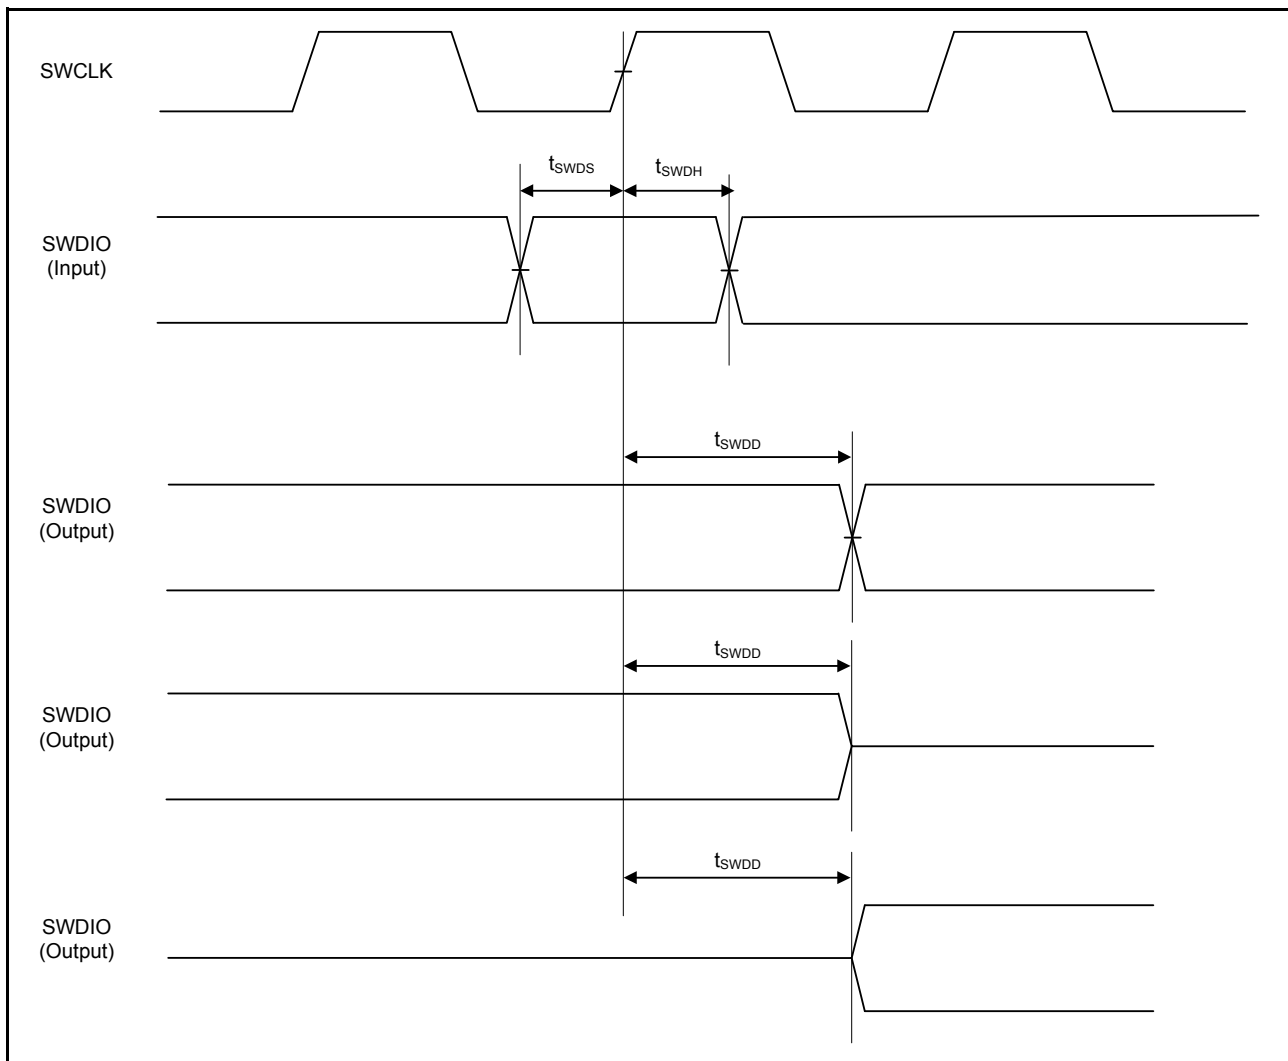 SWCLK
tSWDS
tSWDH
SWDIO
(Input)
tSWDD
SWDIO
(Output)
tSWDD
SWDIO
(Output)
tSWDD
SWDIO
(Output)